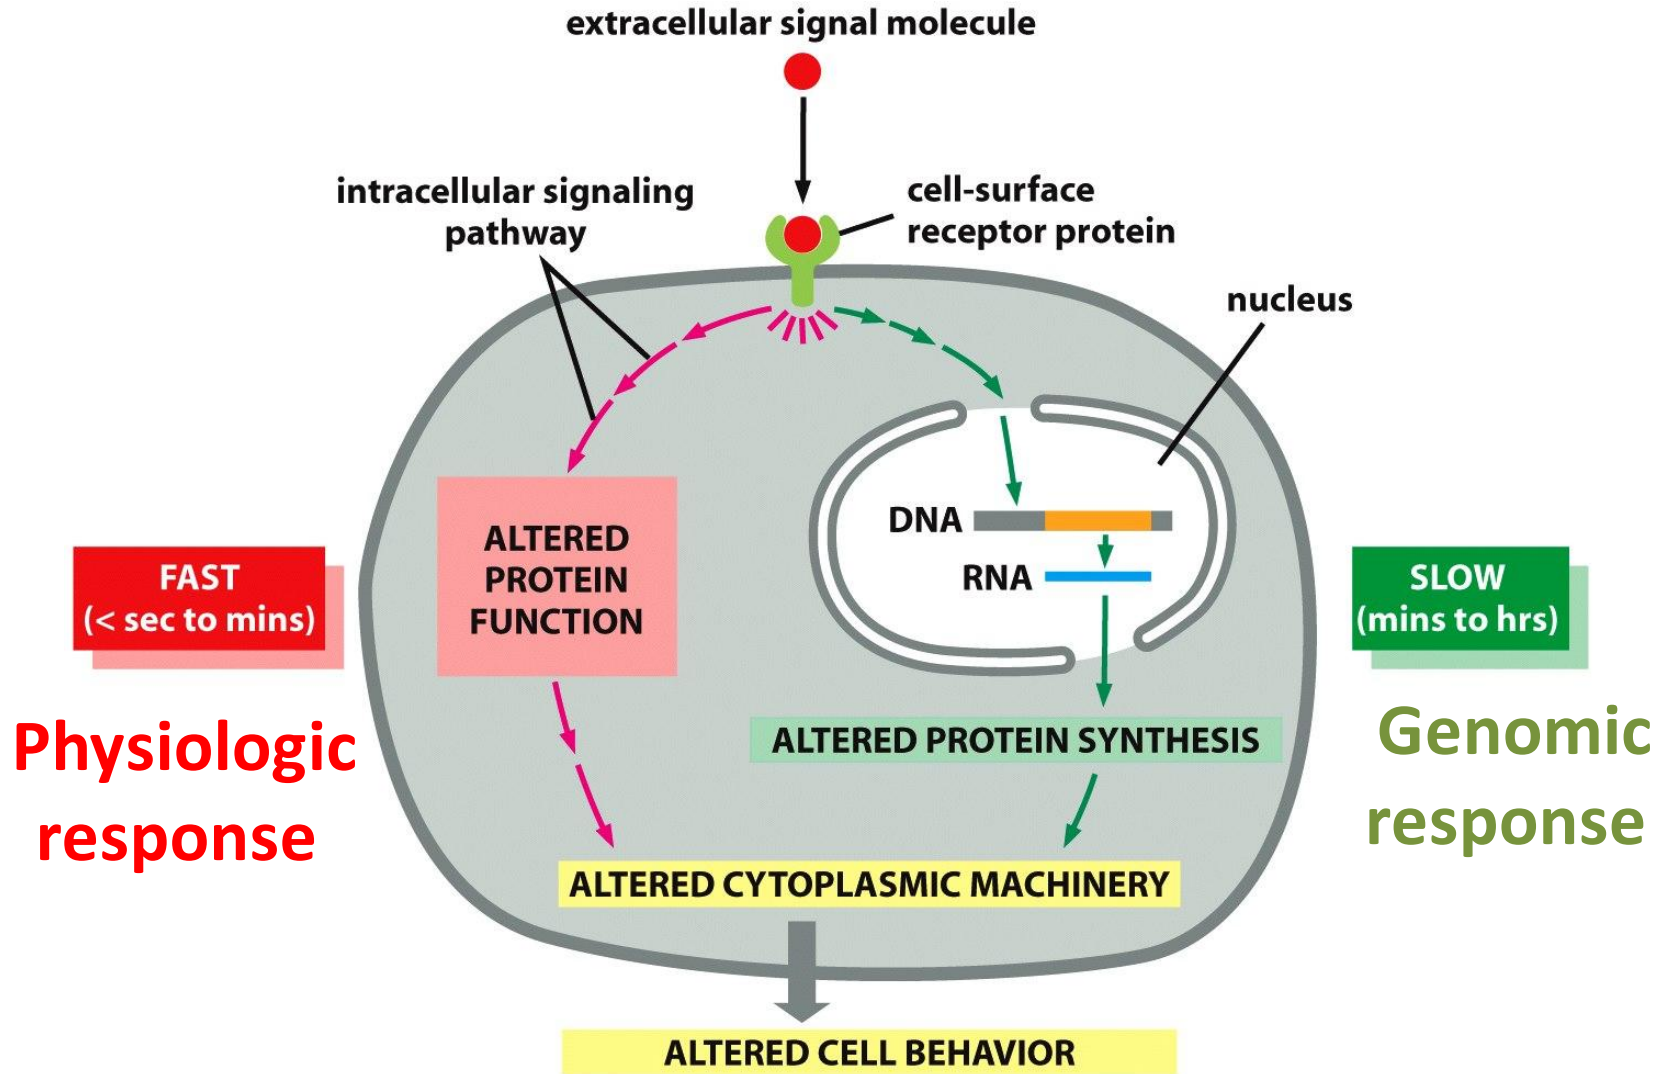 extracellular signal molecule
intracellular signaling
pathway
cell-surface
receptor protein
nucleus
DNA
RNA
ALTERED
PROTEIN
FUNCTION
FAST
(< sec to mins)
SLOW
(mins to hrs)
Physiologic
response
Genomic
response
ALTERED PROTEIN SYNTHESIS
ALTERED CYTOPLASMIC MACHINERY
ALTERED CELL BEHAVIOR